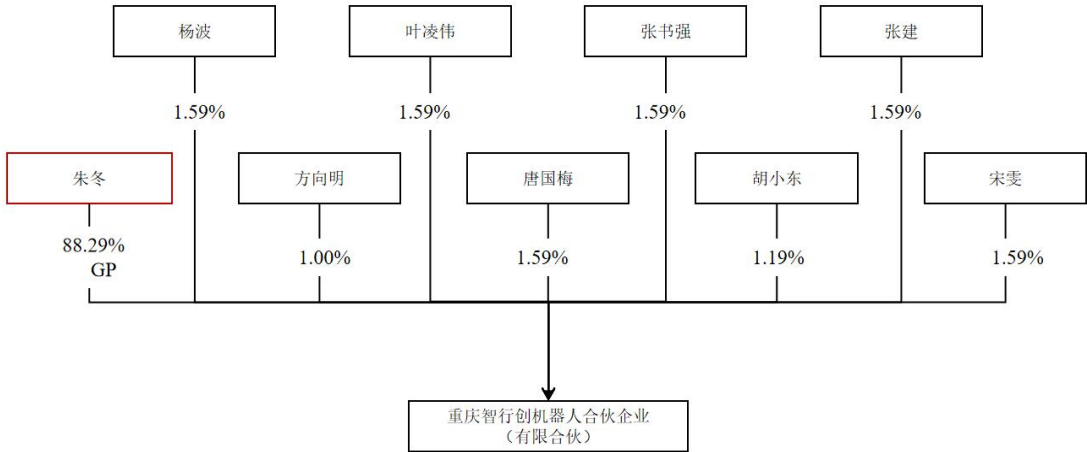 杨波
叶凌伟
张书强
张建
1.59%
1.59%
1.59%
1.59%
朱冬
方向明
唐国梅
胡小东
宋雯
88.29%
GP
1.00%
1.59%
1.19%
1.59%
重庆智行创机器人合伙企业
（有限合伙）